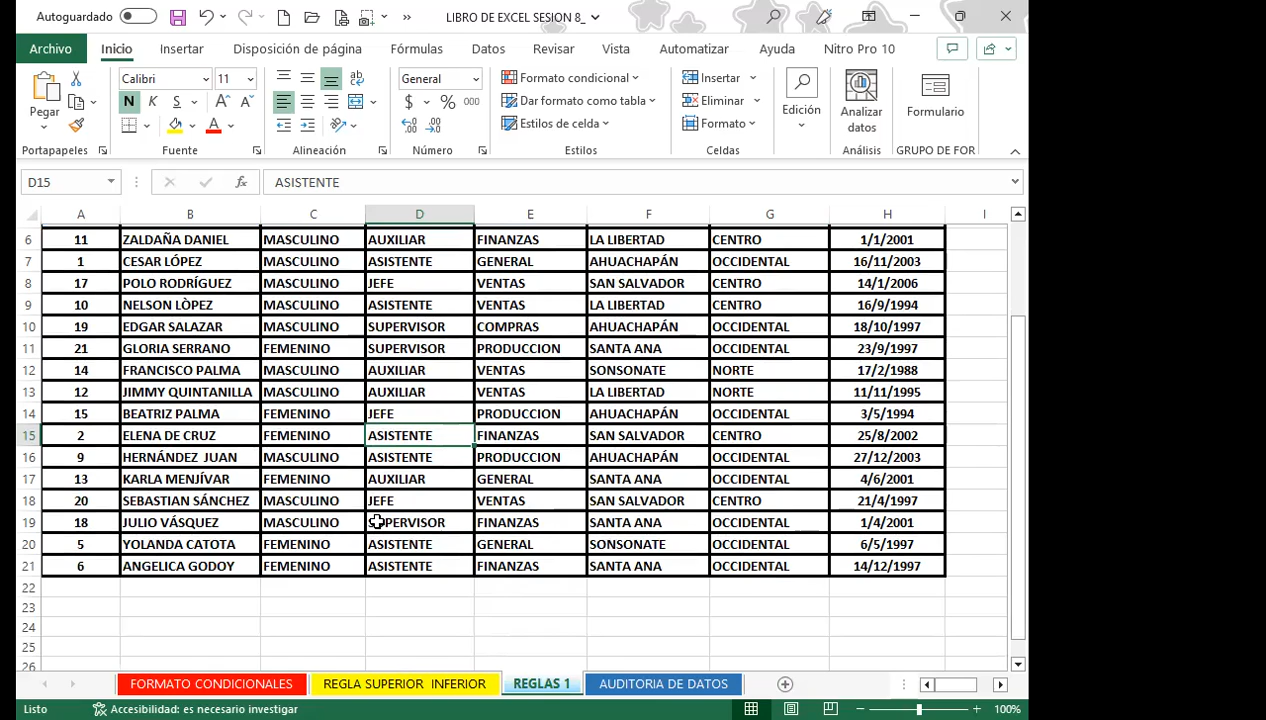 Autoguardado
LIBRO DE EXCEL SESION 8_
Archivo Inicio Insertar Disposición de página Fórmulas Datos Revisar Vista Automatizar Ayuda Nitro Pro 10
Pegar
Calibri 11
N K S
General
$ % 000
Formato condicional
Dar formato como tabla
Estilos de celda
Insertar
Eliminar
Formato
Edición
Analizar datos
Formulario
Portapapeles Fuente Alineación Número Estilos Celdas Análisis GRUPO DE FOR
D15 fx ASISTENTE
A B C D E F G H I
6 11 ZALDAÑA DANIEL MASCULINO AUXILIAR FINANZAS LA LIBERTAD CENTRO 1/1/2001
7 1 CESAR LÓPEZ MASCULINO ASISTENTE GENERAL AHUACHAPÁN OCCIDENTAL 16/11/2003
8 17 POLO RODRÍGUEZ MASCULINO JEFE VENTAS SAN SALVADOR CENTRO 14/1/2006
9 10 NELSON LÒPEZ MASCULINO ASISTENTE VENTAS LA LIBERTAD CENTRO 16/9/1994
10 19 EDGAR SALAZAR MASCULINO SUPERVISOR COMPRAS AHUACHAPÁN OCCIDENTAL 18/10/1997
11 21 GLORIA SERRANO FEMENINO SUPERVISOR PRODUCCION SANTA ANA OCCIDENTAL 23/9/1997
12 14 FRANCISCO PALMA MASCULINO AUXILIAR VENTAS SONSONATE NORTE 17/2/1988
13 12 JIMMY QUINTANILLA MASCULINO AUXILIAR VENTAS LA LIBERTAD NORTE 11/11/1995
14 15 BEATRIZ PALMA FEMENINO JEFE PRODUCCION AHUACHAPÁN OCCIDENTAL 3/5/1994
15 2 ELENA DE CRUZ FEMENINO ASISTENTE FINANZAS SAN SALVADOR CENTRO 25/8/2002
16 9 HERNÁNDEZ JUAN MASCULINO ASISTENTE PRODUCCION AHUACHAPÁN OCCIDENTAL 27/12/2003
17 13 KARLA MENJÍVAR FEMENINO AUXILIAR GENERAL SANTA ANA OCCIDENTAL 4/6/2001
18 20 SEBASTIAN SÁNCHEZ MASCULINO JEFE VENTAS SAN SALVADOR CENTRO 21/4/1997
19 18 JULIO VÁSQUEZ MASCULINO SUPERVISOR FINANZAS SANTA ANA OCCIDENTAL 1/4/2001
20 5 YOLANDA CATOTA FEMENINO ASISTENTE GENERAL SONSONATE OCCIDENTAL 6/5/1997
21 6 ANGELICA GODOY FEMENINO ASISTENTE FINANZAS SANTA ANA OCCIDENTAL 14/12/1997
22
23
24
25
26
FORMATO CONDICIONALES REGLA SUPERIOR INFERIOR REGLAS 1 AUDITORIA DE DATOS
Listo Accesibilidad: es necesario investigar 100%